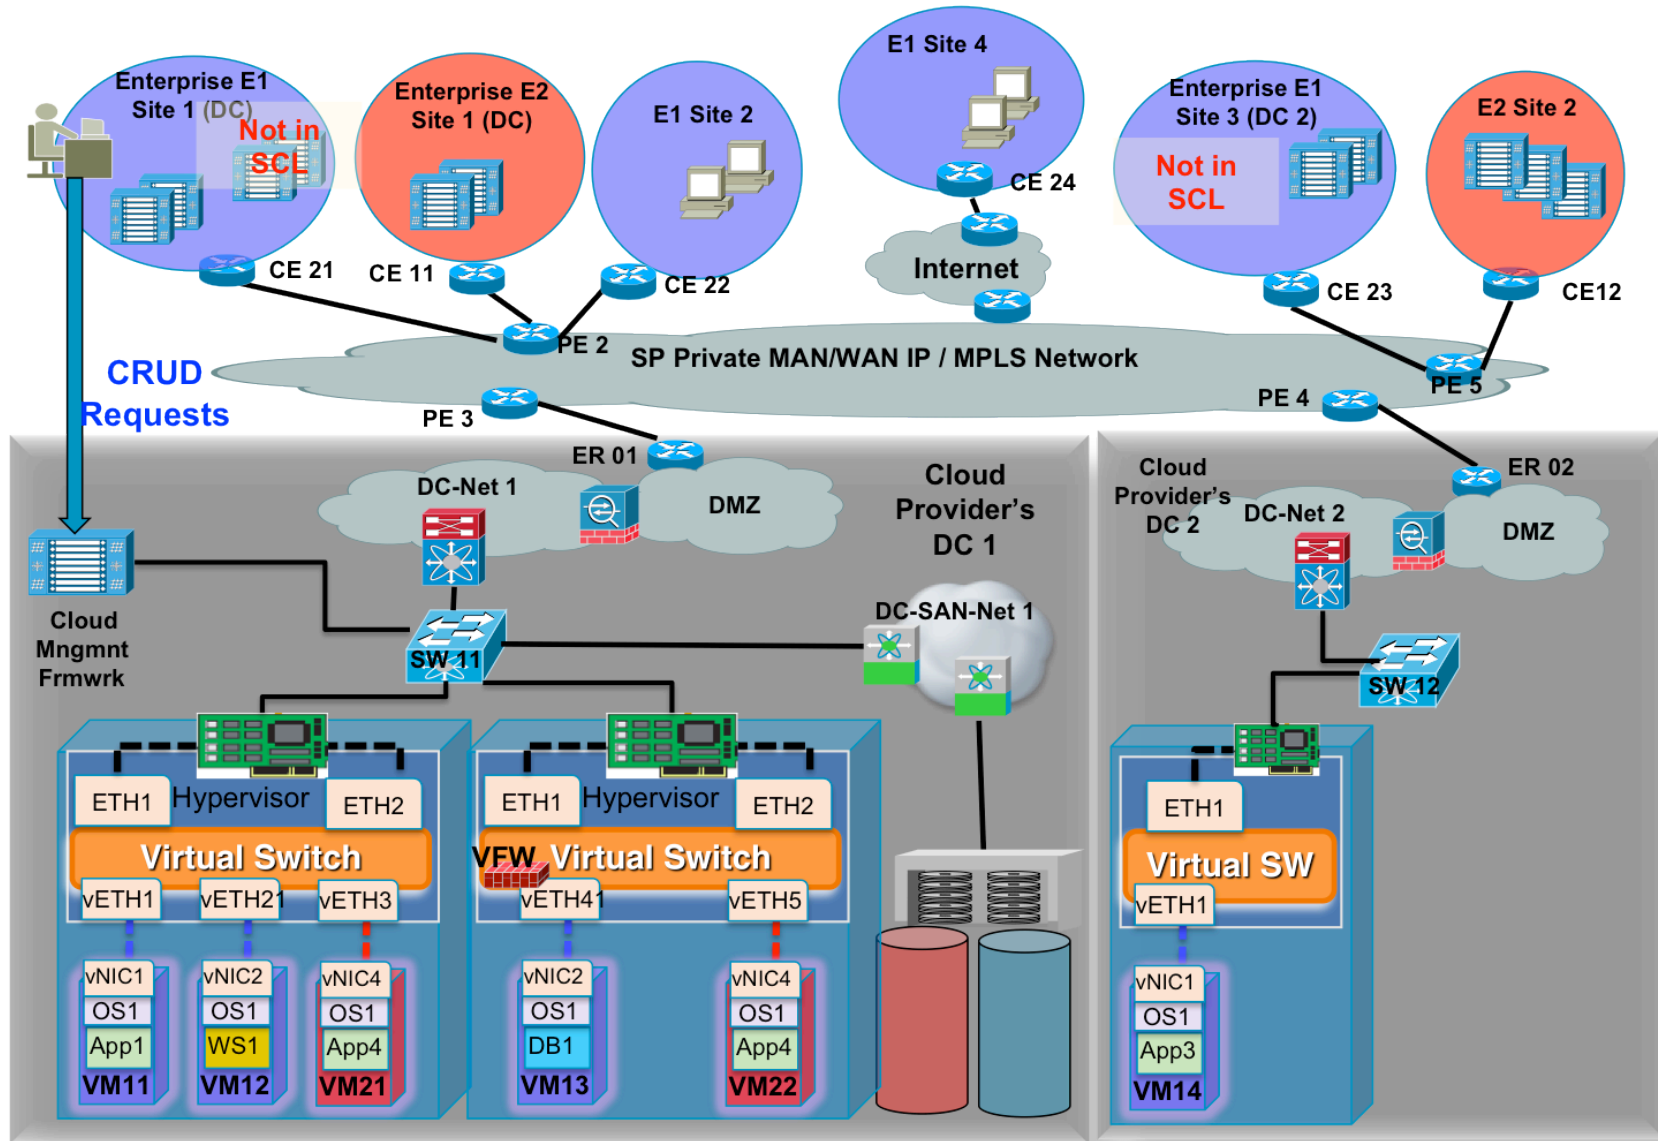 E1 Site 4
Enterprise E1
Site 1 (DC)
Not in
SCL
Enterprise E2
Site 1 (DC)
E1 Site 2
Enterprise E1
Site 3 (DC 2)
Not in
SCL
E2 Site 2
CE 24
CE 21
CE 11
CE 22
Internet
CE 23
CE12
PE 2
SP Private MAN/WAN IP / MPLS Network
PE 5
CRUD
Requests
PE 3
PE 4
ER 01
Cloud
Provider’s
DC 1
DC-Net 1
DMZ
Cloud
Provider’s
DC 2
ER 02
DC-Net 2
DMZ
Cloud
Mngmnt
Frmwrk
SW 11
DC-SAN-Net 1
SW 12
ETH1
Hypervisor
ETH2
Virtual Switch
vETH1
vETH21
vETH3
vNIC1
OS1
App1
VM11
vNIC2
OS1
WS1
VM12
vNIC4
OS1
App4
VM21
ETH1
Hypervisor
ETH2
VFW
Virtual Switch
vETH41
vETH5
vNIC2
OS1
DB1
VM13
vNIC4
OS1
App4
VM22
ETH1
Virtual SW
vETH1
vNIC1
OS1
App3
VM14